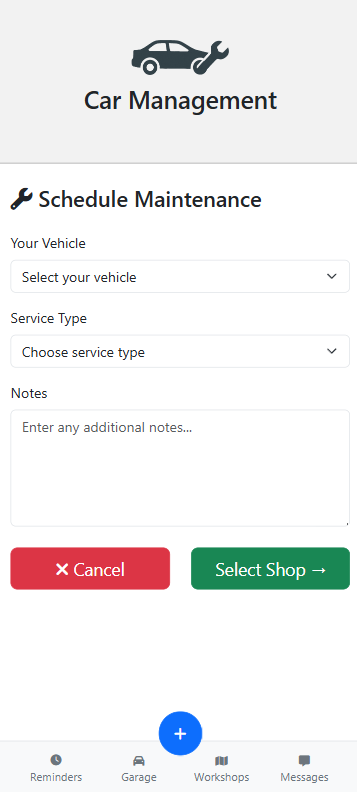 Car Management
Schedule Maintenance
Your Vehicle
Select your vehicle
Service Type
Choose service type
Notes
Enter any additional notes...
Cancel
Select Shop →
Reminders
Garage
Workshops
Messages